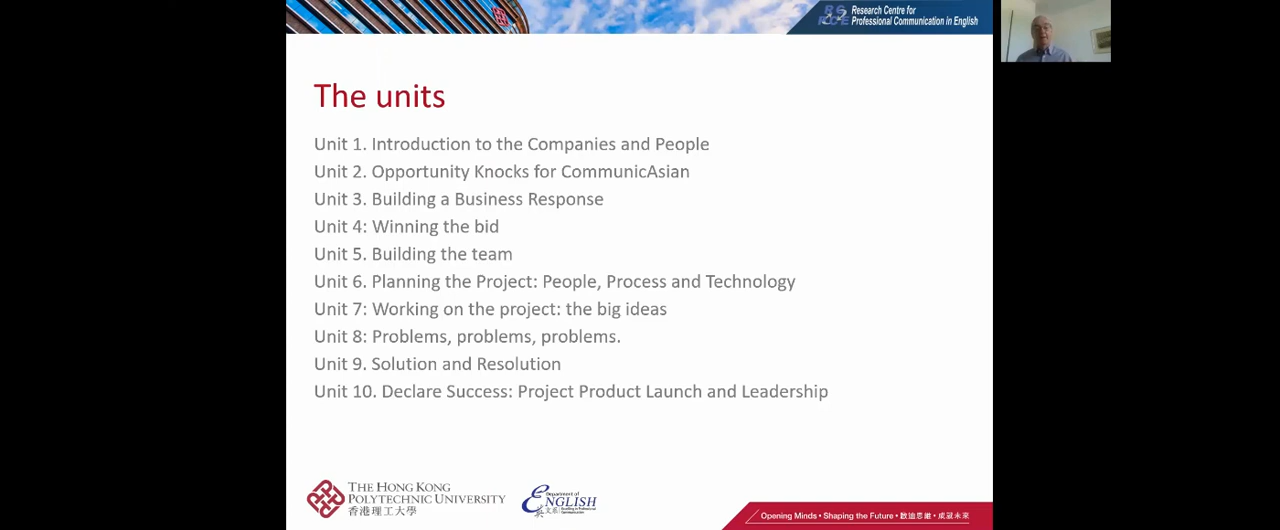 Research Centre for
Professional Communication in English
The units
Unit 1. Introduction to the Companies and People
Unit 2. Opportunity Knocks for CommunicAsian
Unit 3. Building a Business Response
Unit 4: Winning the bid
Unit 5. Building the team
Unit 6. Planning the Project: People, Process and Technology
Unit 7: Working on the project: the big ideas
Unit 8: Problems, problems, problems.
Unit 9. Solution and Resolution
Unit 10. Declare Success: Project Product Launch and Leadership
THE HONG KONG
POLYTECHNIC UNIVERSITY
香港理工大學
Department of
ENGLISH
Opening Minds • Shaping the Future • 啟迪思維 • 成就未來